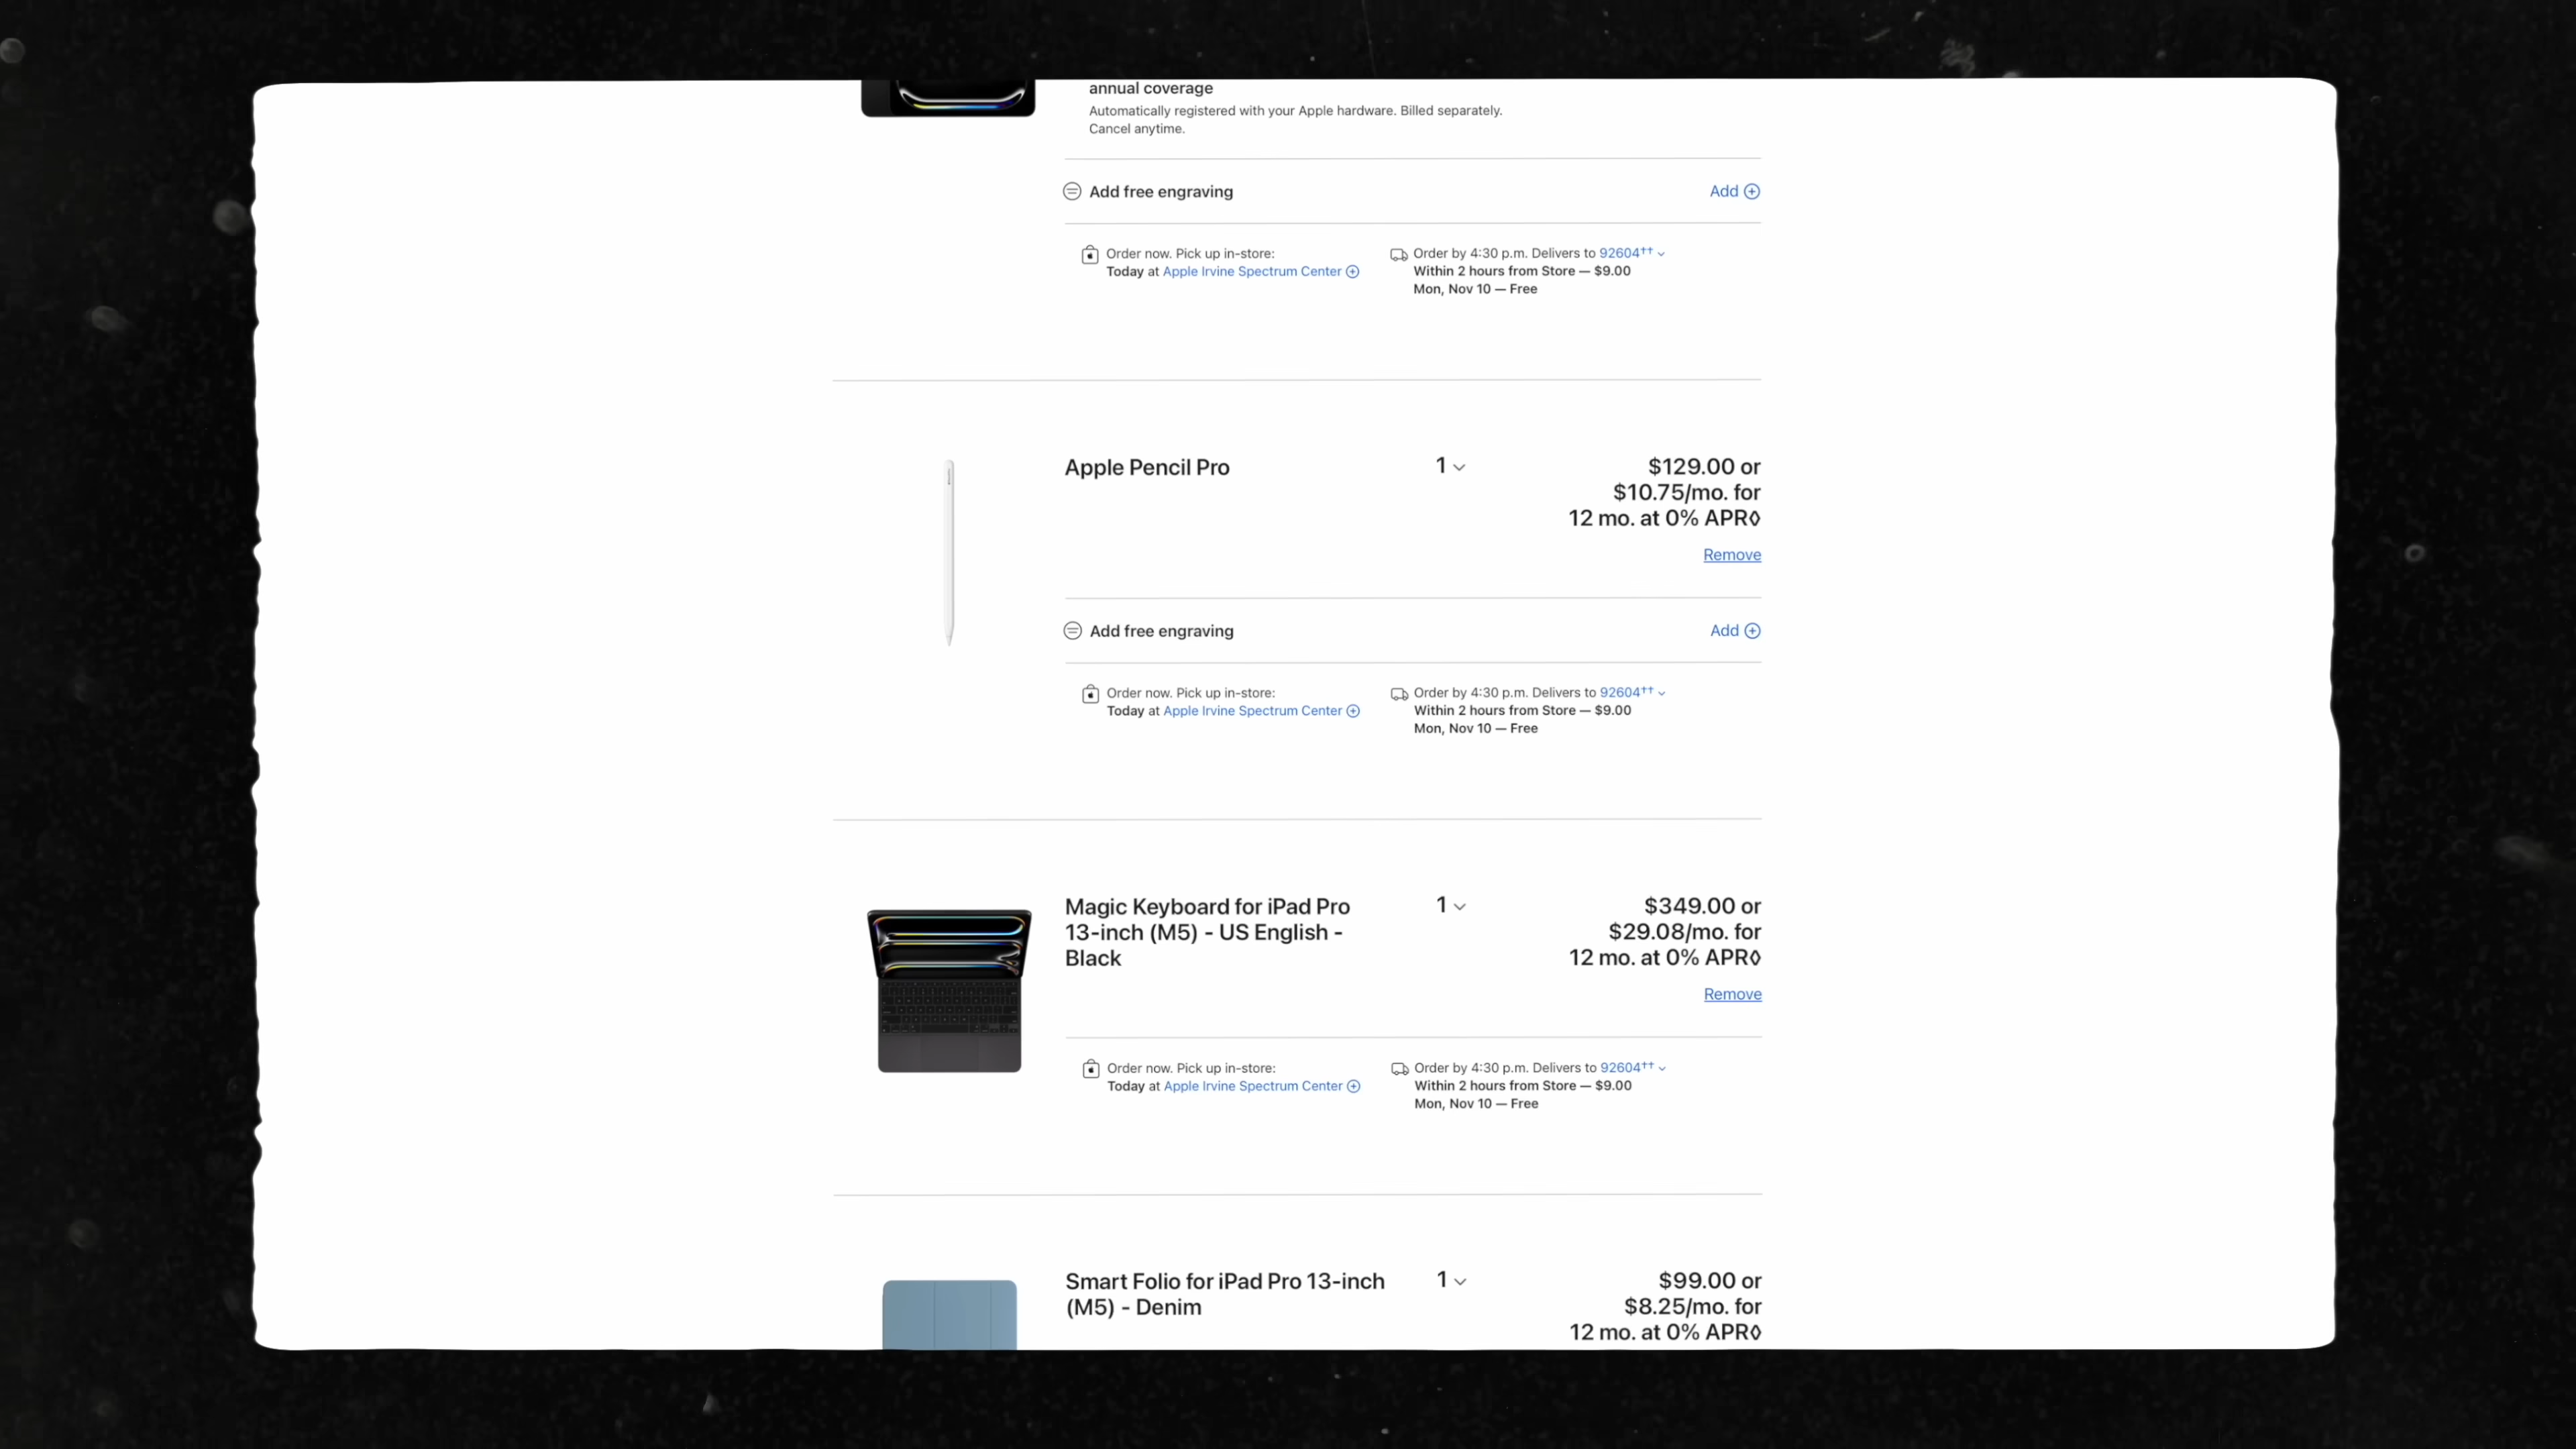 annual coverage
Automatically registered with your Apple hardware. Billed separately.
Cancel anytime.
Add free engraving
Add
Order now. Pick up in-store:
Today at Apple Irvine Spectrum Center
Order by 4:30 p.m. Delivers to 92604††
Within 2 hours from Store — $9.00
Mon, Nov 10 — Free
Apple Pencil Pro
1
$129.00 or
$10.75/mo. for
12 mo. at 0% APR◊
Remove
Add free engraving
Add
Order now. Pick up in-store:
Today at Apple Irvine Spectrum Center
Order by 4:30 p.m. Delivers to 92604††
Within 2 hours from Store — $9.00
Mon, Nov 10 — Free
Magic Keyboard for iPad Pro
13-inch (M5) - US English -
Black
1
$349.00 or
$29.08/mo. for
12 mo. at 0% APR◊
Remove
Order now. Pick up in-store:
Today at Apple Irvine Spectrum Center
Order by 4:30 p.m. Delivers to 92604††
Within 2 hours from Store — $9.00
Mon, Nov 10 — Free
Smart Folio for iPad Pro 13-inch
(M5) - Denim
1
$99.00 or
$8.25/mo. for
12 mo. at 0% APR◊